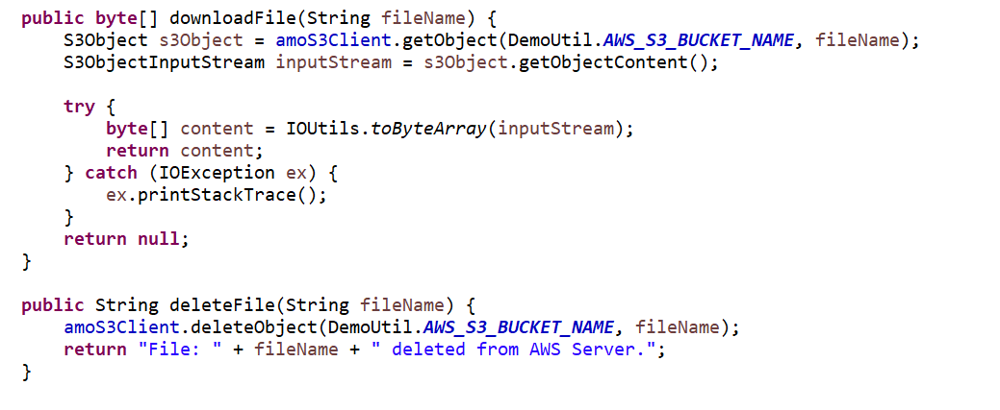 public byte[] downloadFile(String fileName) {
    S3Object s3Object = amoS3Client.getObject(DemoUtil.AWS_S3_BUCKET_NAME, fileName);
    S3ObjectInputStream inputStream = s3Object.getObjectContent();

    try {
        byte[] content = IOUtils.toByteArray(inputStream);
        return content;
    } catch (IOException ex) {
        ex.printStackTrace();
    }
    return null;
}

public String deleteFile(String fileName) {
    amoS3Client.deleteObject(DemoUtil.AWS_S3_BUCKET_NAME, fileName);
    return "File: " + fileName + " deleted from AWS Server.";
}